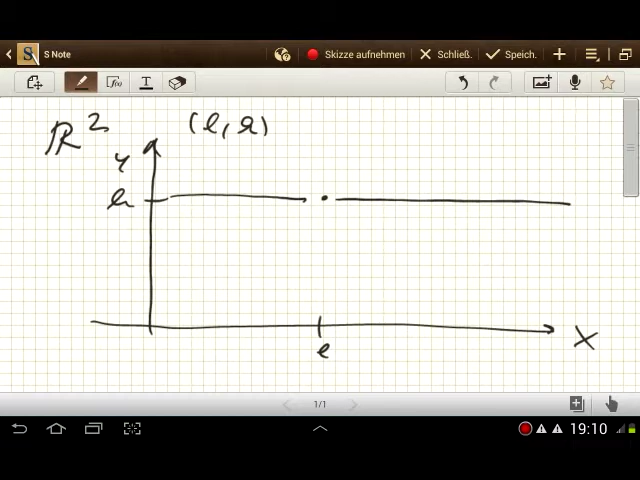 S Note
Skizze aufnehmen
Schließ.
Speich.
f(x)
T
ℝ²
y
x
e
1/1
19:10